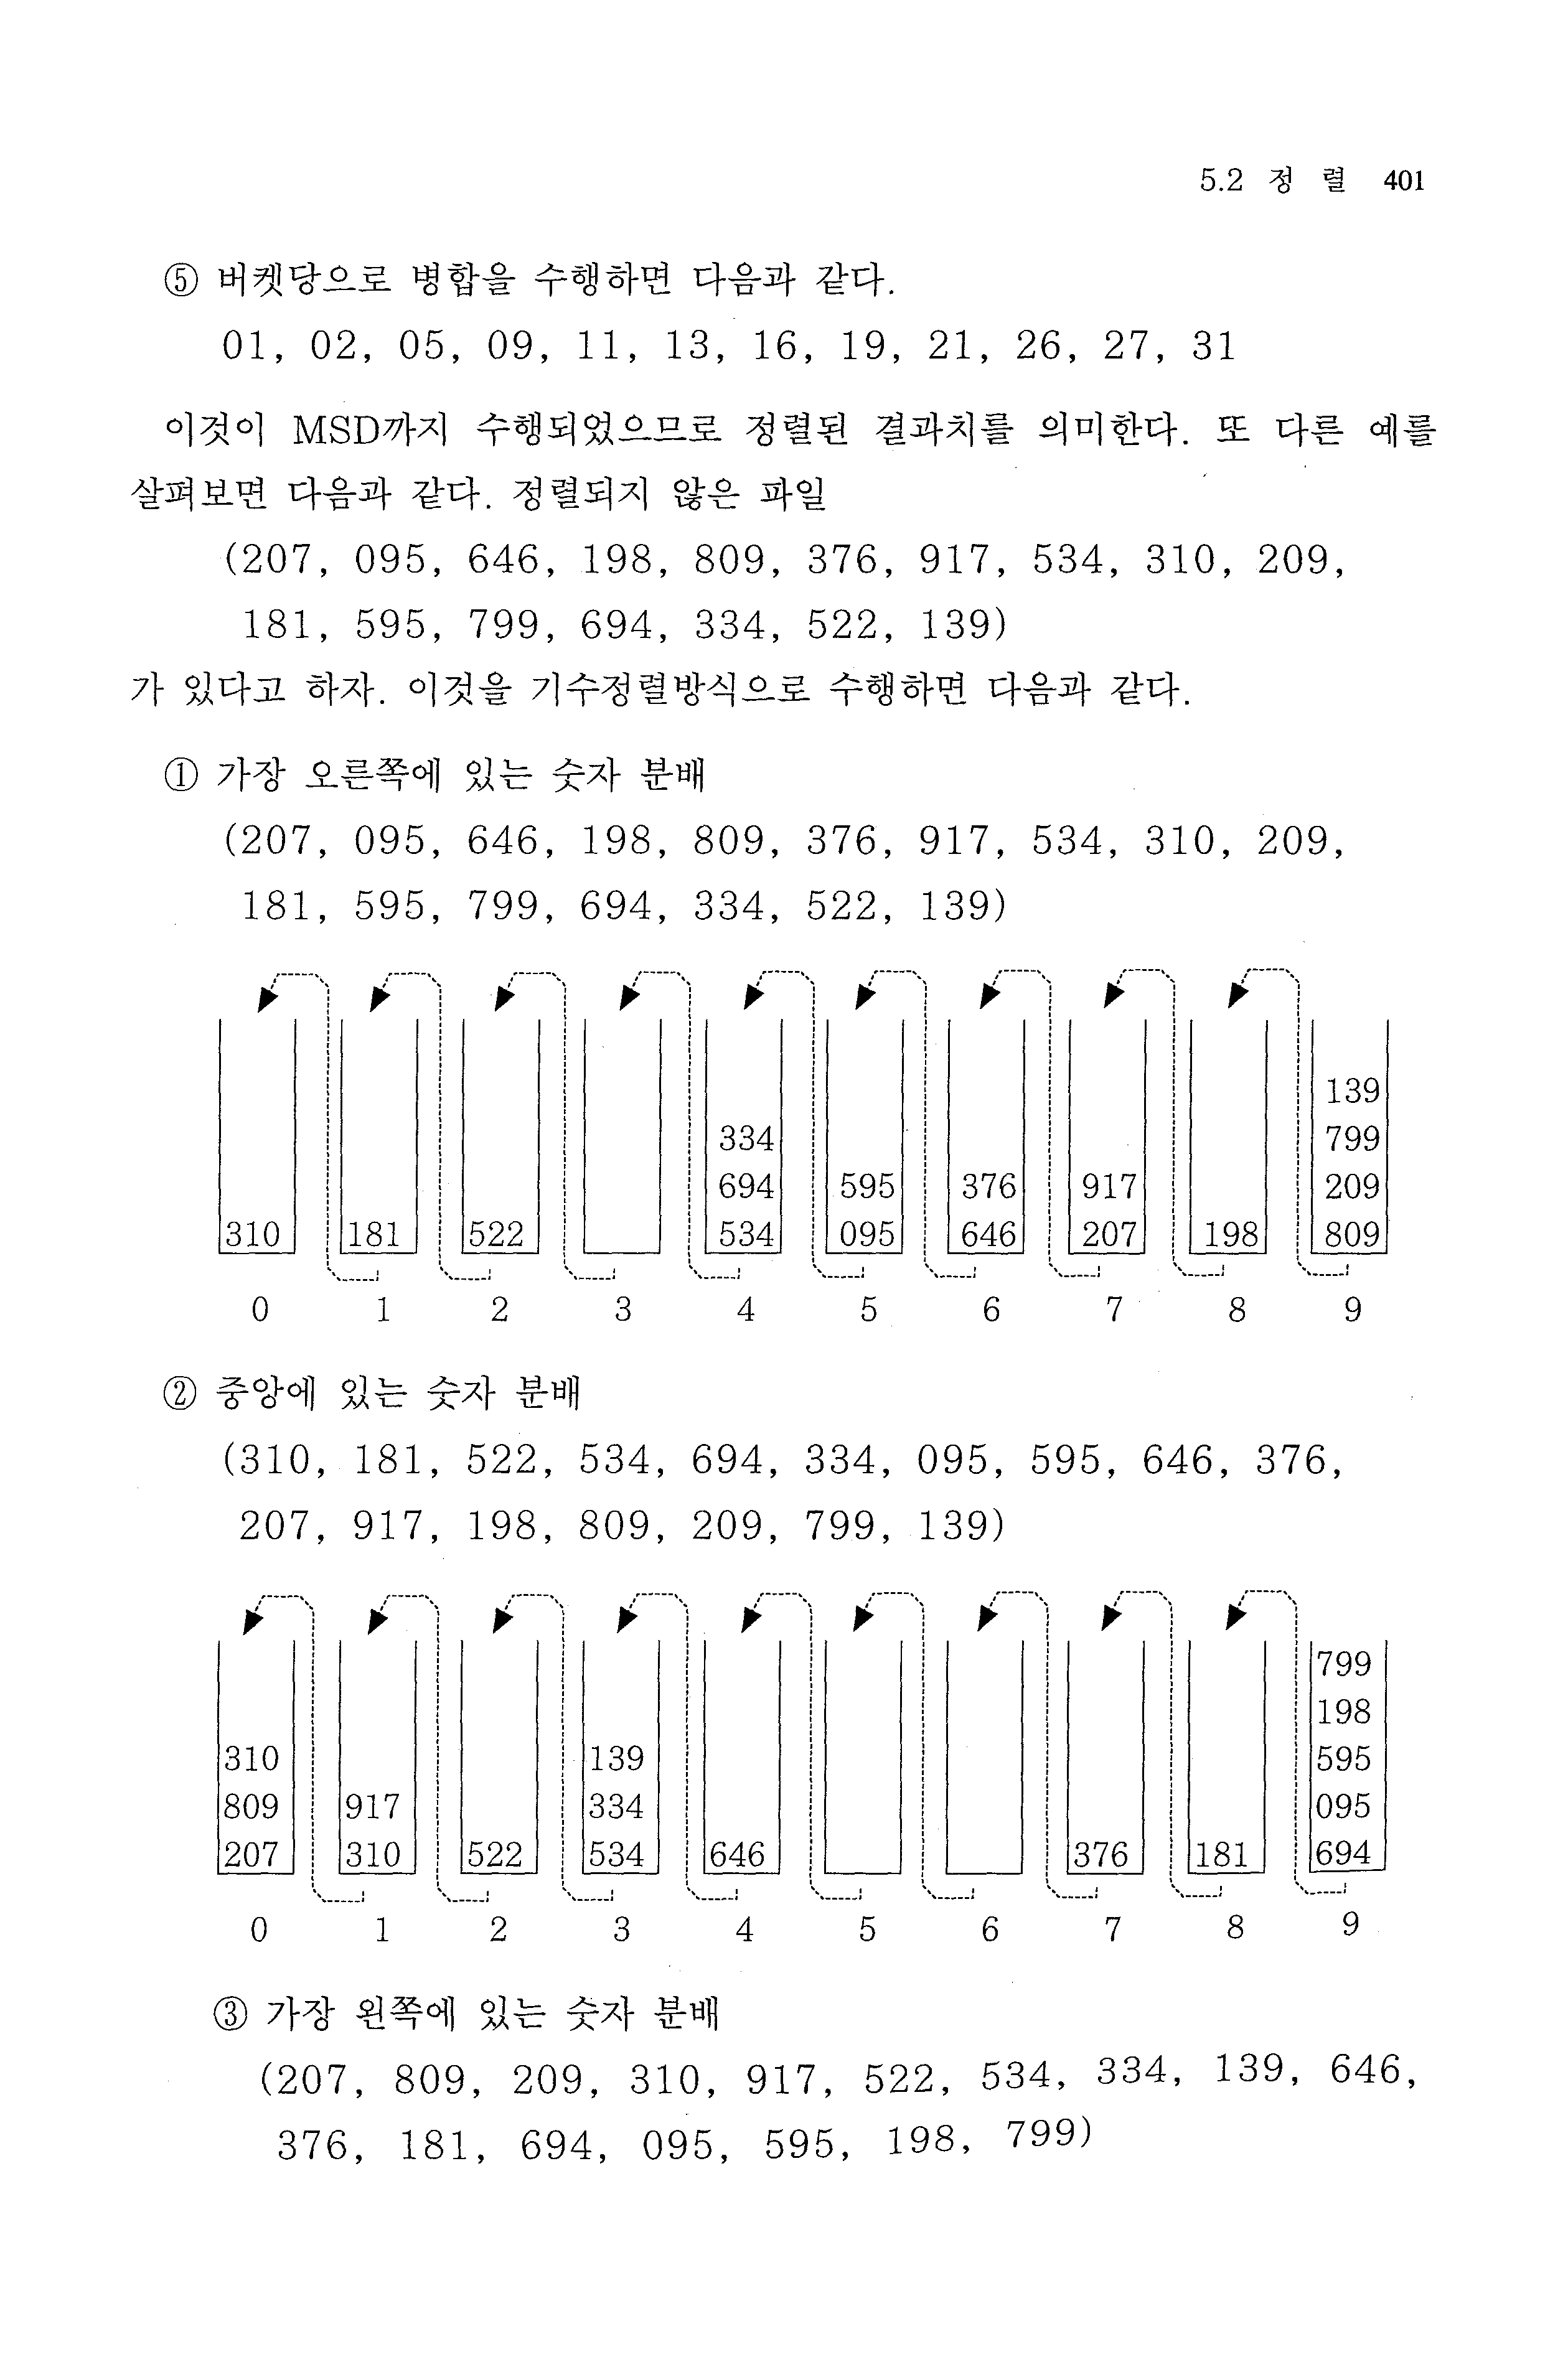 5.2 정 렬 401
⑤ 버켓당으로 병합을 수행하면 다음과 같다.
01, 02, 05, 09, 11, 13, 16, 19, 21, 26, 27, 31
이것이 MSD까지 수행되었으므로 정렬된 결과치를 의미한다. 또 다른 예를
살펴보면 다음과 같다. 정렬되지 않은 파일
(207, 095, 646, 198, 809, 376, 917, 534, 310, 209,
181, 595, 799, 694, 334, 522, 139)
가 있다고 하자. 이것을 기수정렬방식으로 수행하면 다음과 같다.
① 가장 오른쪽에 있는 숫자 분배
(207, 095, 646, 198, 809, 376, 917, 534, 310, 209,
181, 595, 799, 694, 334, 522, 139)
139
334 799
694 595 376 917 209
310 181 522 534 095 646 207 198 809
0 1 2 3 4 5 6 7 8 9
② 중앙에 있는 숫자 분배
(310, 181, 522, 534, 694, 334, 095, 595, 646, 376,
207, 917, 198, 809, 209, 799, 139)
799
198
310 139 595
809 917 334 095
207 310 522 534 646 376 181 694
0 1 2 3 4 5 6 7 8 9
③ 가장 왼쪽에 있는 숫자 분배
(207, 809, 209, 310, 917, 522, 534, 334, 139, 646,
376, 181, 694, 095, 595, 198, 799)